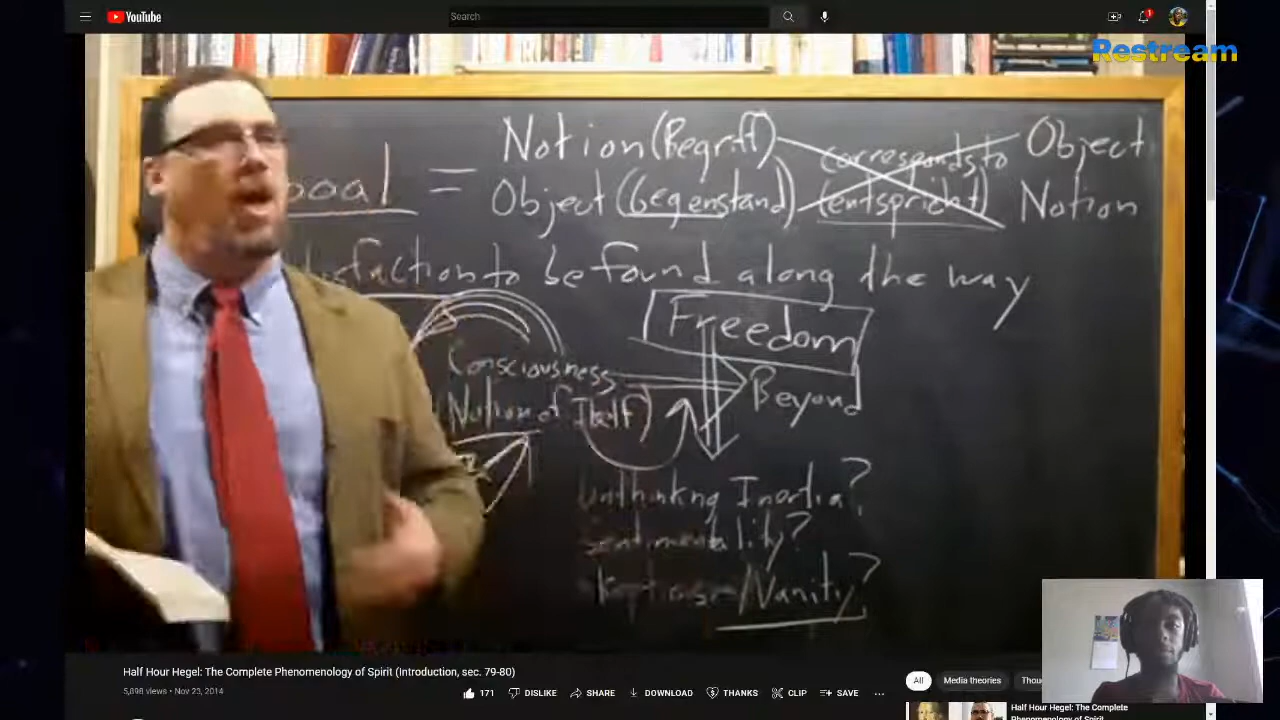 YouTube
Search
1
Restream
Notion (Begriff) corresponds to Object
Goal =
Object (Gegenstand) (entspricht) Notion
to be found along the way
Freedom
Consciousness
Beyond
(Notion of Itself)
Unthinking Inertia?
Sentimentality?
/Vanity?
Half Hour Hegel: The Complete Phenomenology of Spirit (Introduction, sec. 79-80)
5,898 views • Nov 23, 2014
171 DISLIKE SHARE DOWNLOAD THANKS CLIP SAVE ...
All Media theories
Half Hour Hegel: The Complete
Phenomenology of Spirit